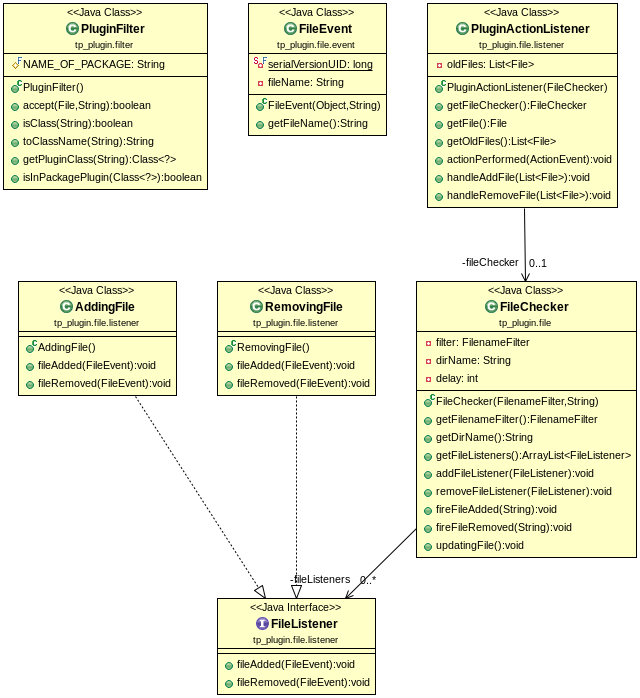 <<Java Class>>
PluginFilter
tp_plugin.filter
NAME_OF_PACKAGE: String
PluginFilter()
accept(File,String):boolean
isClass(String):boolean
toClassName(String):String
getPluginClass(String):Class<?>
isInPackagePlugin(Class<?>):boolean
<<Java Class>>
FileEvent
tp_plugin.file.event
serialVersionUID: long
fileName: String
FileEvent(Object,String)
getFileName():String
<<Java Class>>
PluginActionListener
tp_plugin.file.listener
oldFiles: List<File>
PluginActionListener(FileChecker)
getFileChecker():FileChecker
getFile():File
getOldFiles():List<File>
actionPerformed(ActionEvent):void
handleAddFile(List<File>):void
handleRemoveFile(List<File>):void
-fileChecker 0..1
<<Java Class>>
AddingFile
tp_plugin.file.listener
AddingFile()
fileAdded(FileEvent):void
fileRemoved(FileEvent):void
<<Java Class>>
RemovingFile
tp_plugin.file.listener
RemovingFile()
fileAdded(FileEvent):void
fileRemoved(FileEvent):void
<<Java Class>>
FileChecker
tp_plugin.file
filter: FilenameFilter
dirName: String
delay: int
FileChecker(FilenameFilter,String)
getFilenameFilter():FilenameFilter
getDirName():String
getFileListeners():ArrayList<FileListener>
addFileListener(FileListener):void
removeFileListener(FileListener):void
fireFileAdded(String):void
fireFileRemoved(String):void
updatingFile():void
-fileListeners 0..*
<<Java Interface>>
FileListener
tp_plugin.file.listener
fileAdded(FileEvent):void
fileRemoved(FileEvent):void